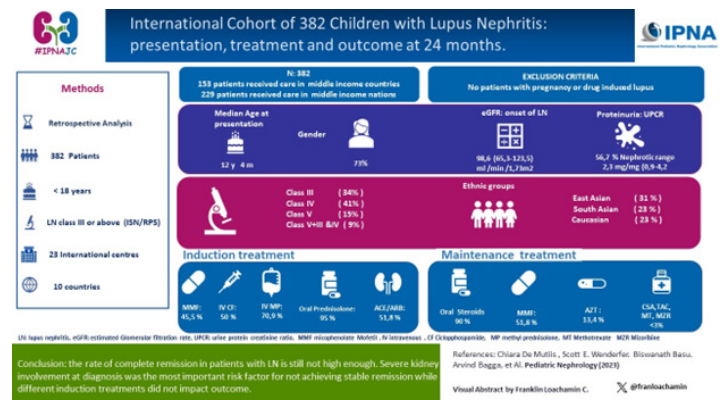 International Cohort of 382 Children with Lupus Nephritis:
presentation, treatment and outcome at 24 months.
#IPNAJC
IPNA
International Pediatric Nephrology Association
Methods
Retrospective Analysis
382 Patients
< 18 years
LN class III or above (ISN/RPS)
23 International centres
10 countries
N: 382
153 patients received care in middle income countries
229 patients received care in middle income nations
EXCLUSION CRITERIA
No patients with pregnancy or drug induced lupus
Median Age at
presentation
12 y 4 m
Gender
73%
eGFR: onset of LN
98,6 (65,3-123,5)
ml /min /1,73m2
Proteinuria: UPCR
56,7 % Nephrotic range
2,3 mg/mg (0,9-4,2
Class III ( 34% )
Class IV ( 41% )
Class V ( 15% )
Class V+III &IV ( 9% )
Ethnic groups
East Asian ( 31 % )
South Asian ( 23 % )
Caucasian ( 23 % )
Induction treatment
MMF:
45,5 %
IV CF:
50 %
IV MP:
70,9 %
Oral Prednisolone:
95 %
ACE/ARB:
51,8 %
Maintenance treatment
Oral Steroids
90 %
MMF:
51,8 %
AZT :
13,4 %
CSA,TAC,
MT, MZR
<3%
LN: lupus nephritis, eGFR: estimated Glomerular filtration rate, UPCR: urine protein creatinine ratio, MMF micophenolate Mofetil , IV intravenous , CF Ciclophosphamide, MP methyl prednisolone, MT Metotrexate MZR Mizoribine
Conclusion: the rate of complete remission in patients with LN is still not high enough. Severe kidney
involvement at diagnosis was the most important risk factor for not achieving stable remission while
different induction treatments did not impact outcome.
References: Chiara De Mutiis , Scott E. Wenderfer. Biswanath Basu.
Arvind Bagga, et Al. Pediatric Nephrology (2023)
Visual Abstract by Franklin Loachamin C.
@franloachamin